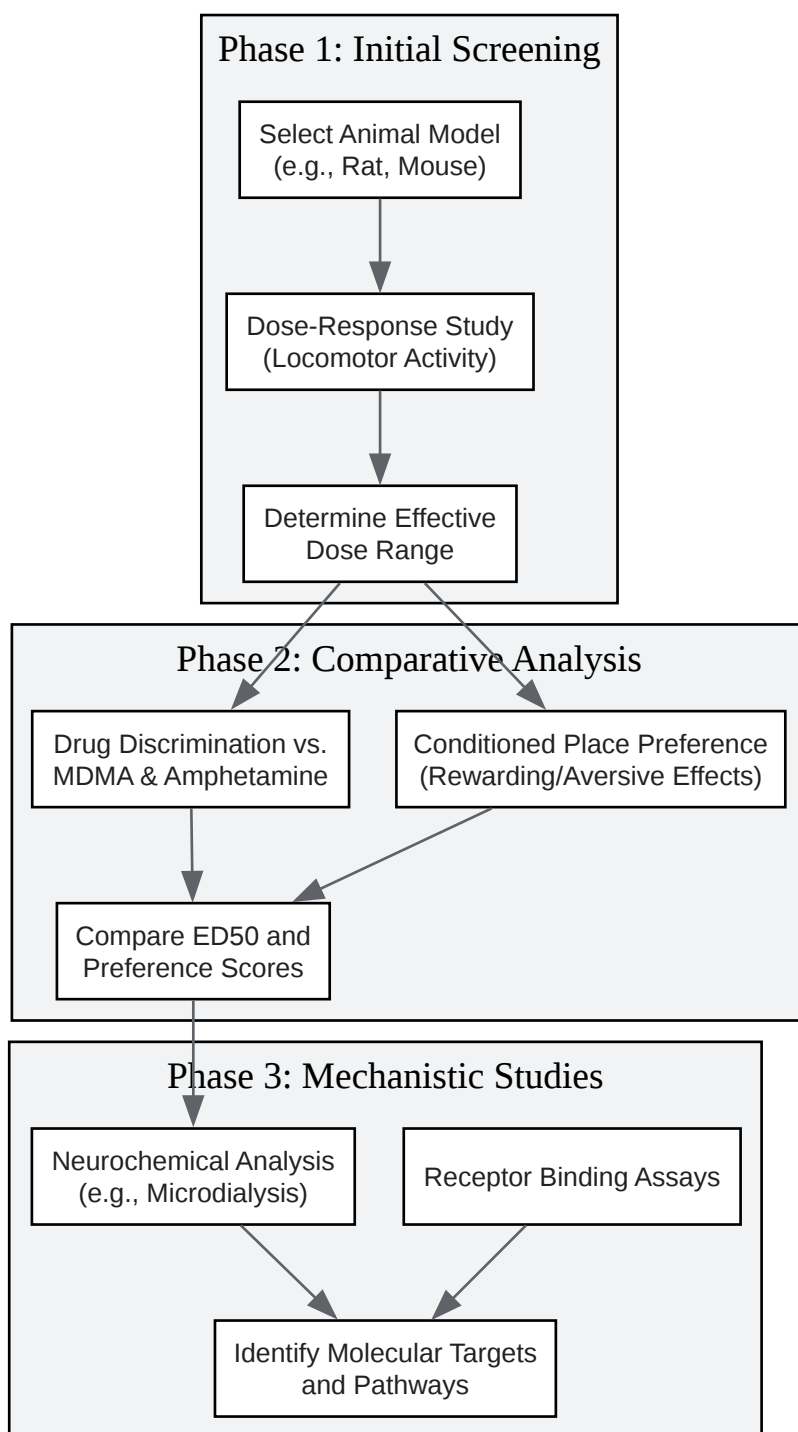 Phase 1: Initial Screening
Select Animal Model
(e.g., Rat, Mouse)
Dose-Response Study
(Locomotor Activity)
Determine Effective
Dose Range
Phase 2: Comparative Analysis
Drug Discrimination vs.
MDMA & Amphetamine
Conditioned Place Preference
(Rewarding/Aversive Effects)
Compare ED50 and
Preference Scores
Phase 3: Mechanistic Studies
Neurochemical Analysis
(e.g., Microdialysis)
Receptor Binding Assays
Identify Molecular Targets
and Pathways